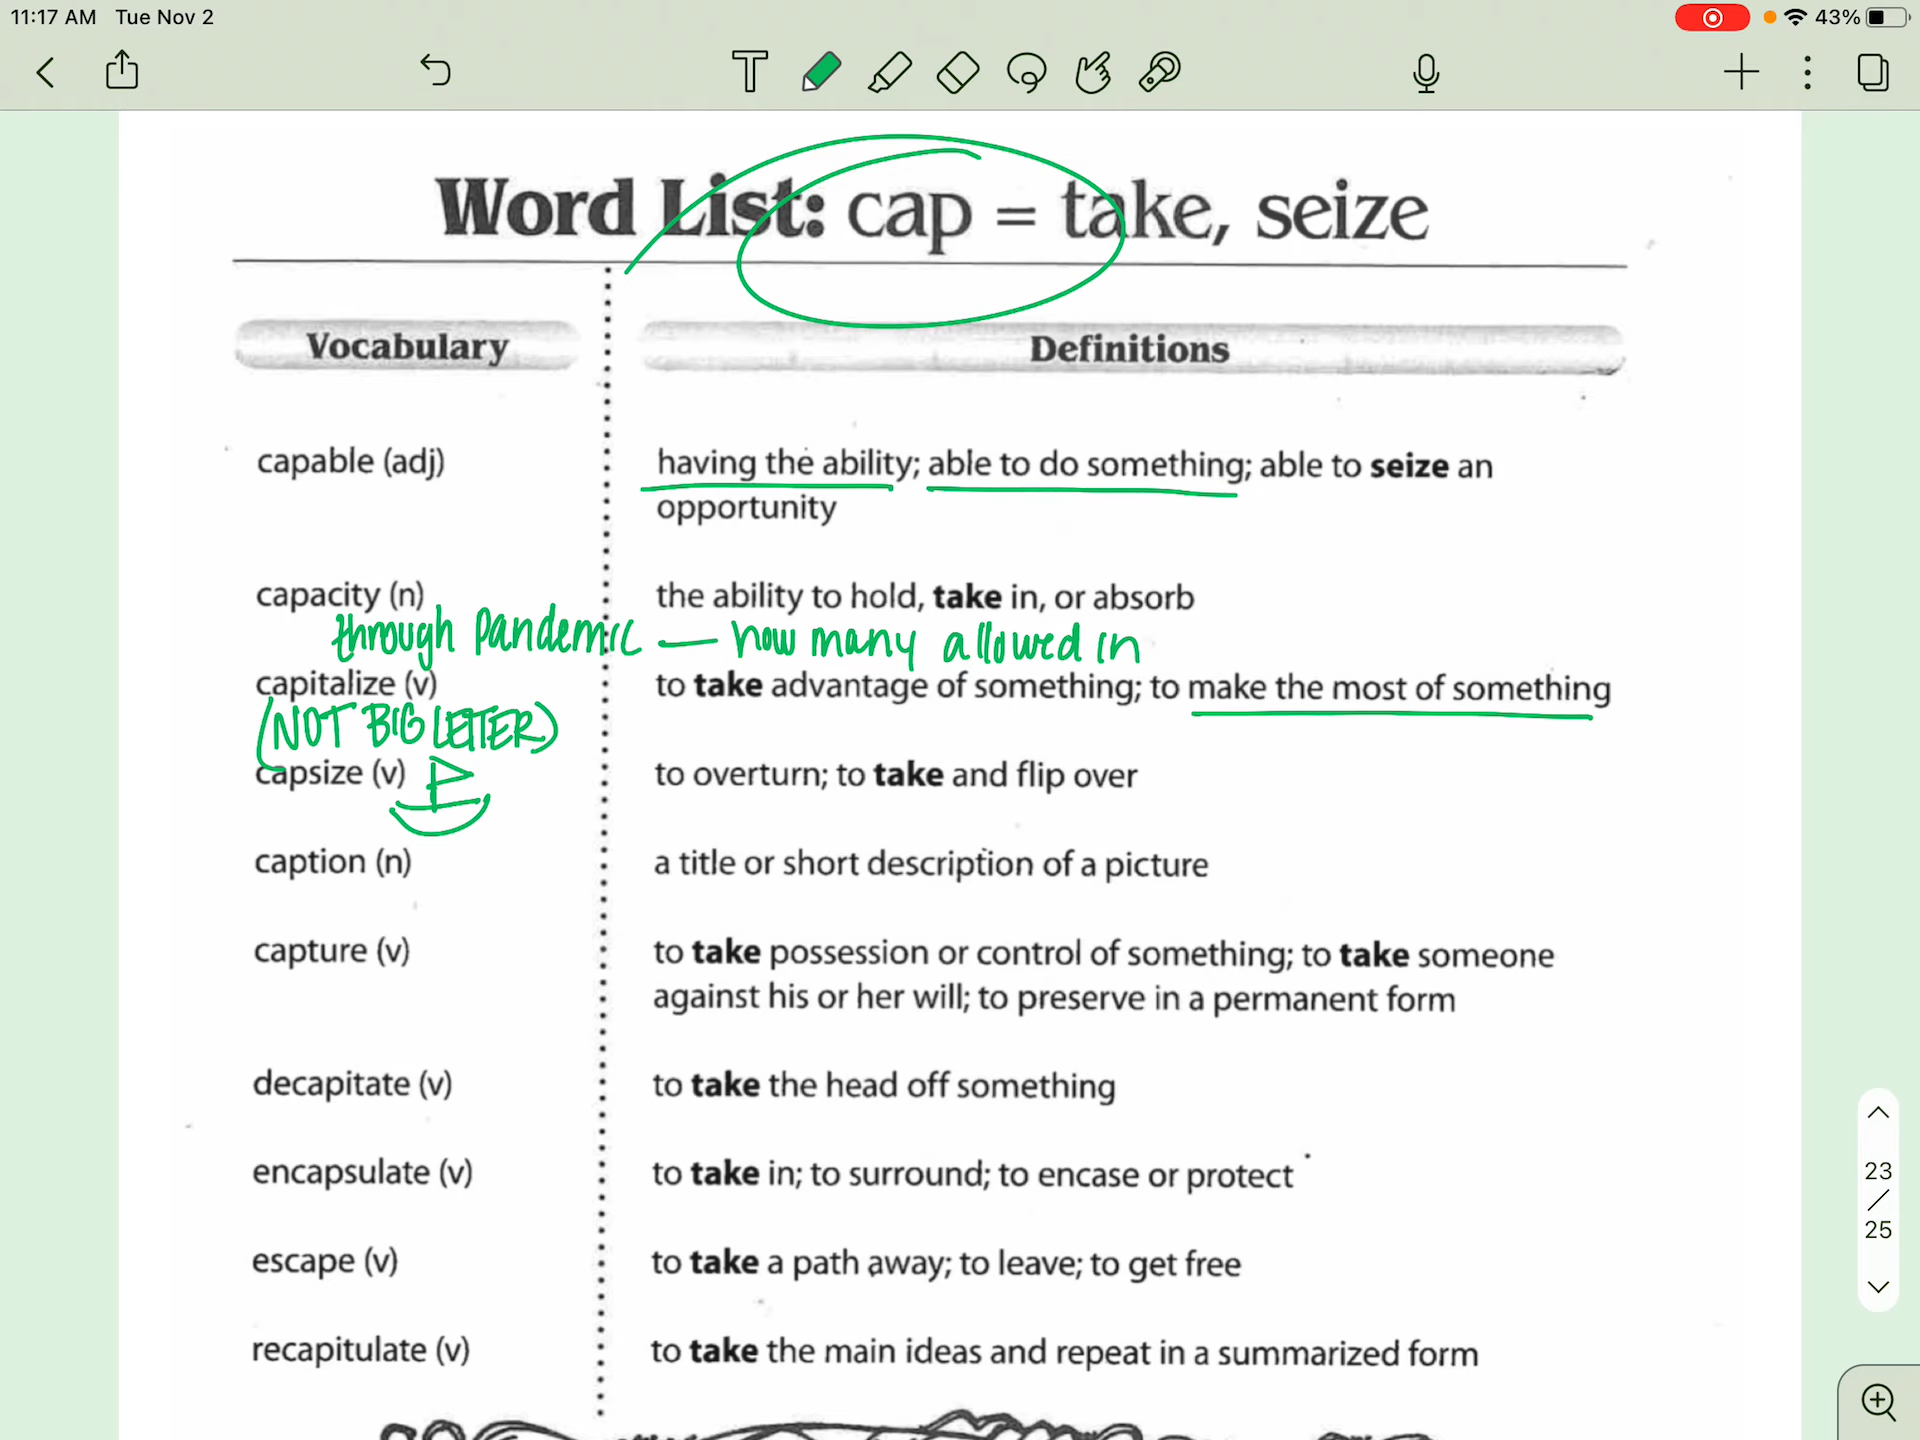 11:17 AM Tue Nov 2
43%
T
Word List: cap = take, seize
Vocabulary
Definitions
capable (adj)
having the ability; able to do something; able to seize an
opportunity
capacity (n)
the ability to hold, take in, or absorb
through pandemic — how many allowed in
capitalize (v)
to take advantage of something; to make the most of something
(NOT BIG LETTER)
capsize (v)
to overturn; to take and flip over
caption (n)
a title or short description of a picture
capture (v)
to take possession or control of something; to take someone
against his or her will; to preserve in a permanent form
decapitate (v)
to take the head off something
encapsulate (v)
to take in; to surround; to encase or protect
escape (v)
to take a path away; to leave; to get free
recapitulate (v)
to take the main ideas and repeat in a summarized form
23
/
25